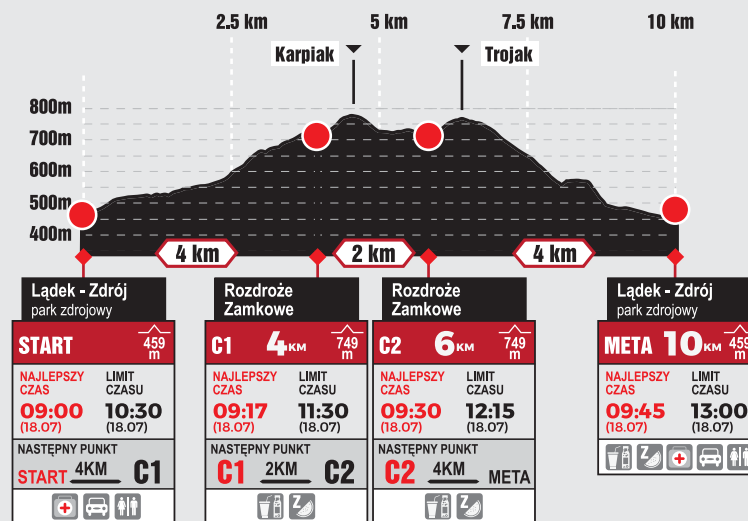 2.5 km
5 km
7.5 km
10 km
Karpiak
Trojak
800m
700m
600m
500m
400m
4 km
2 km
4 km
Lądek - Zdrój
park zdrojowy
START
459
m
NAJLEPSZY
CZAS
LIMIT
CZASU
09:00
10:30
(18.07)
(18.07)
NASTĘPNY PUNKT
START 4KM C1
Rozdroże
Zamkowe
C1 4KM
749
m
NAJLEPSZY
CZAS
LIMIT
CZASU
09:17
11:30
(18.07)
(18.07)
NASTĘPNY PUNKT
C1 2KM C2
Z
Rozdroże
Zamkowe
C2 6KM
749
m
NAJLEPSZY
CZAS
LIMIT
CZASU
09:30
12:15
(18.07)
(18.07)
NASTĘPNY PUNKT
C2 4KM META
Z
Lądek - Zdrój
park zdrojowy
META 10KM
459
m
NAJLEPSZY
CZAS
LIMIT
CZASU
09:45
13:00
(18.07)
(18.07)
Z